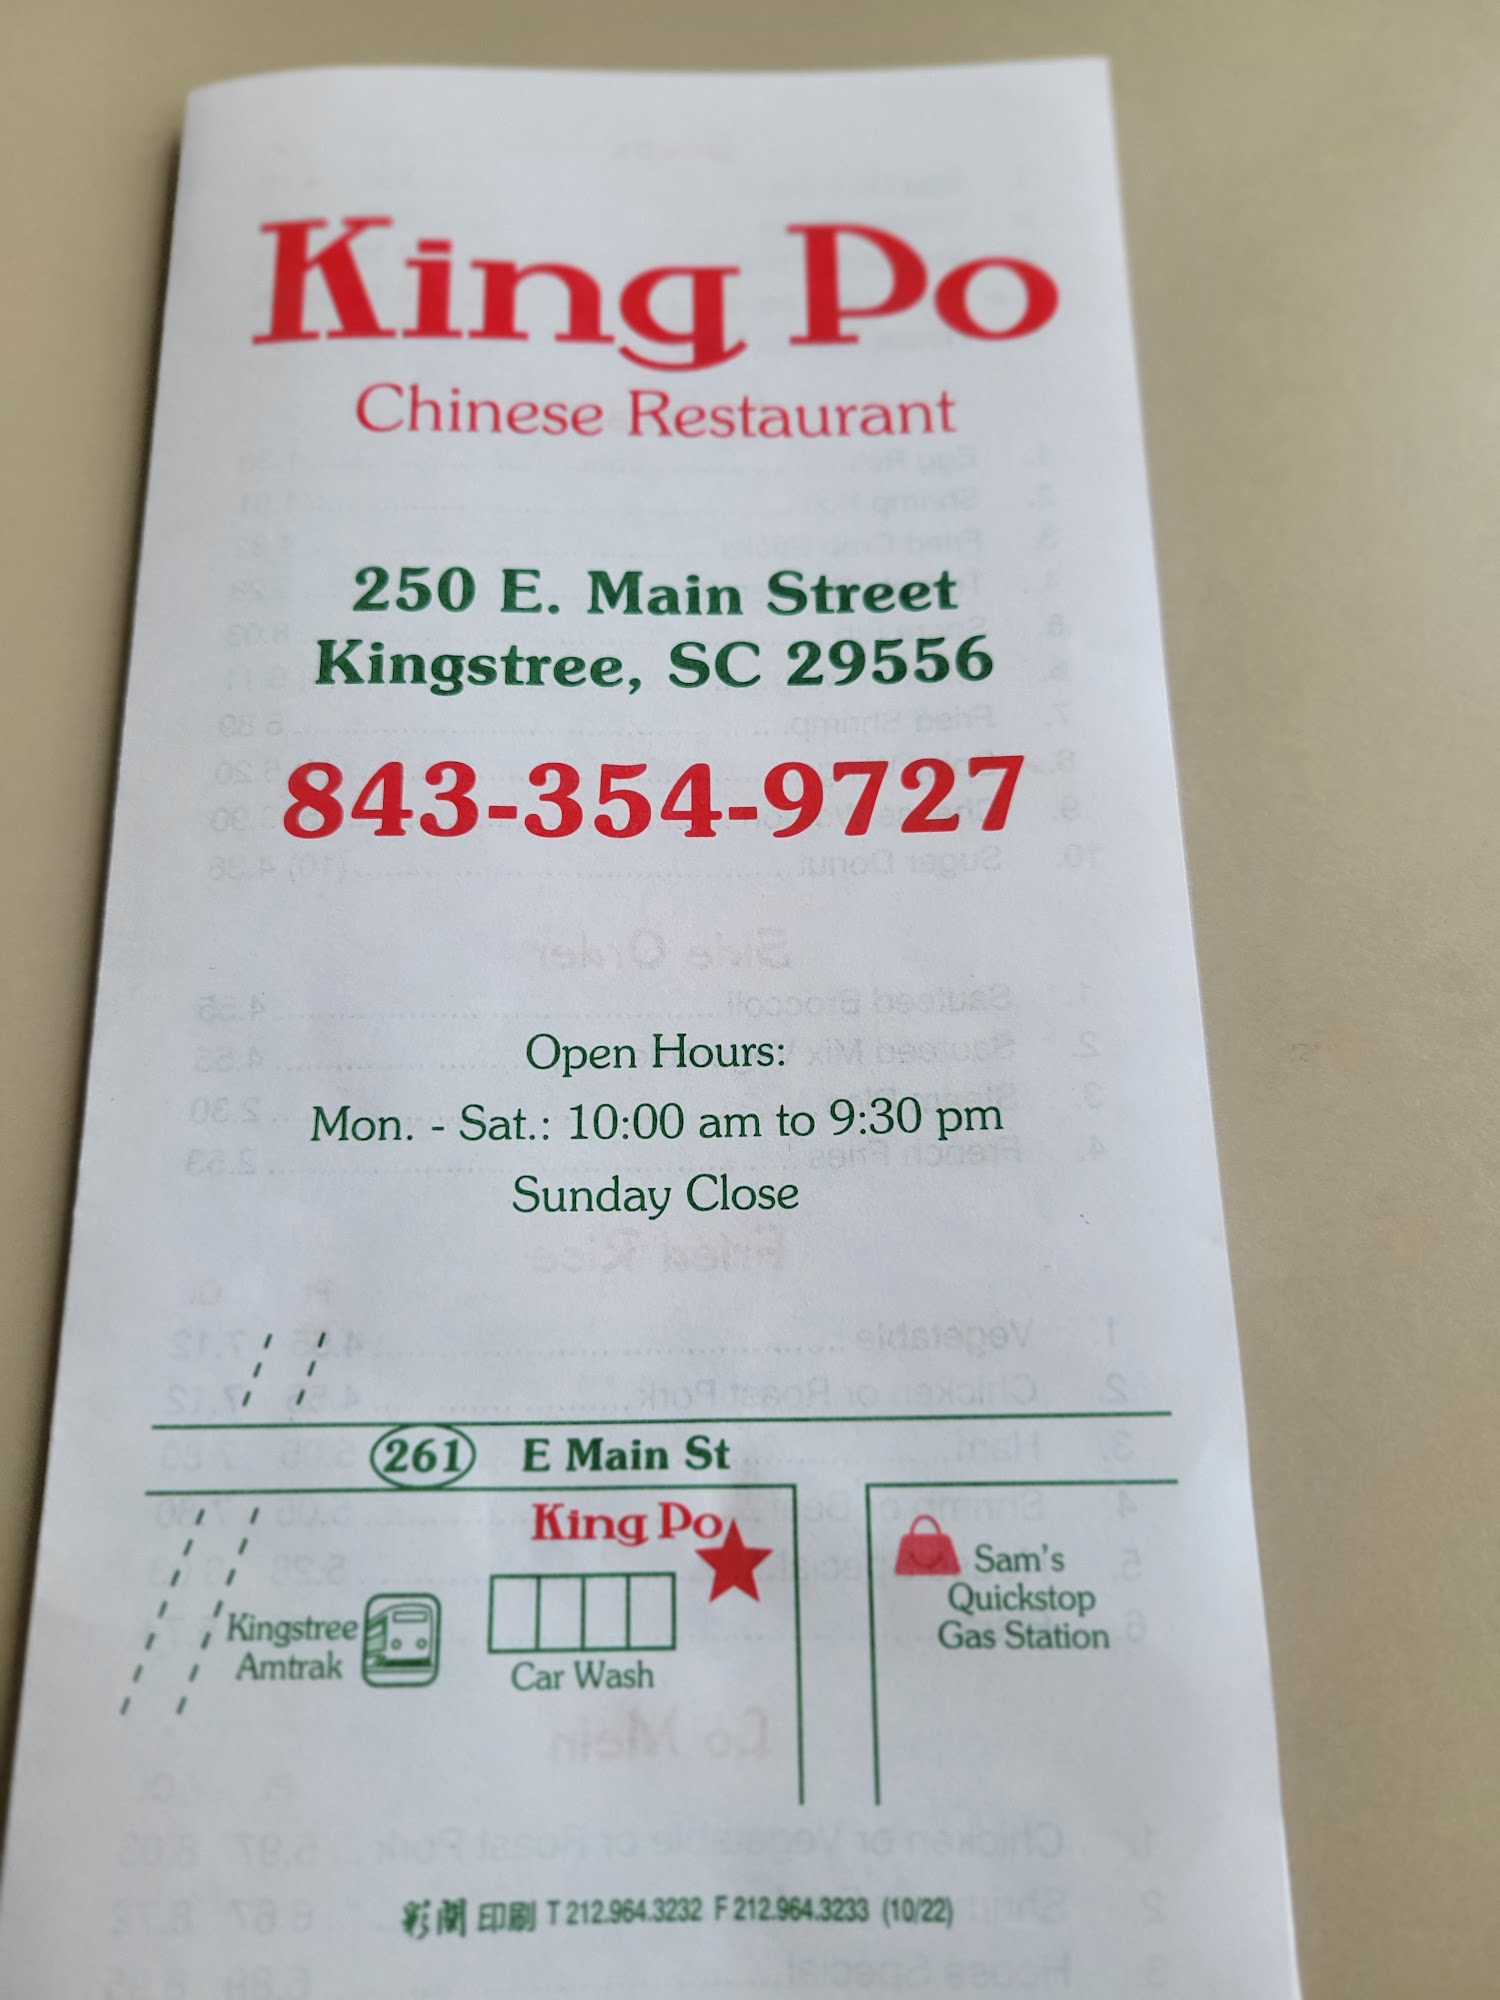 King Po
Chinese Restaurant
250 E. Main Street
Kingstree, SC 29556
843-354-9727
Open Hours:
Mon. - Sat.: 10:00 am to 9:30 pm
Sunday Close
261 E Main St
King Po
Kingstree
Amtrak
Car Wash
Sam's
Quickstop
Gas Station
印刷 T 212.964.3232 F 212.964.3233 (10/22)